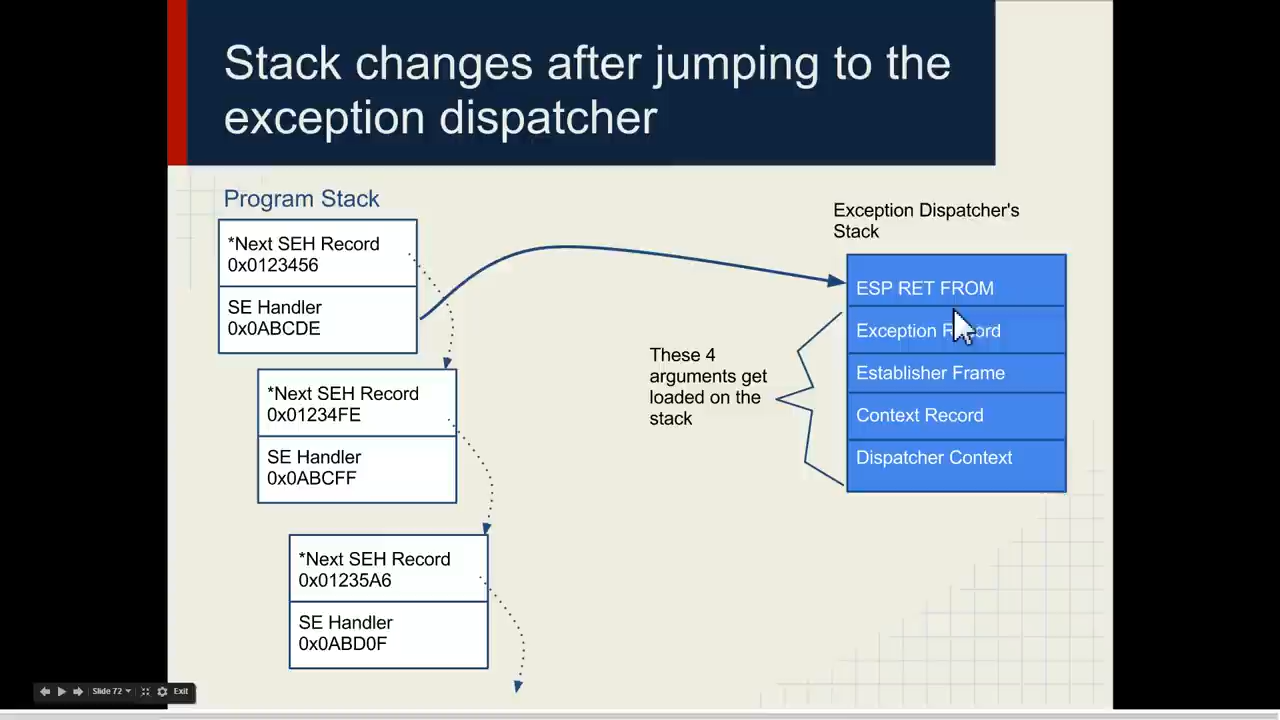 Stack changes after jumping to the
exception dispatcher
Program Stack
*Next SEH Record
0x0123456
SE Handler
0x0ABCDE
*Next SEH Record
0x01234FE
SE Handler
0x0ABCFF
*Next SEH Record
0x01235A6
SE Handler
0x0ABD0F
These 4
arguments get
loaded on the
stack
Exception Dispatcher's
Stack
ESP RET FROM
Exception Record
Establisher Frame
Context Record
Dispatcher Context
Slide 72
Exit